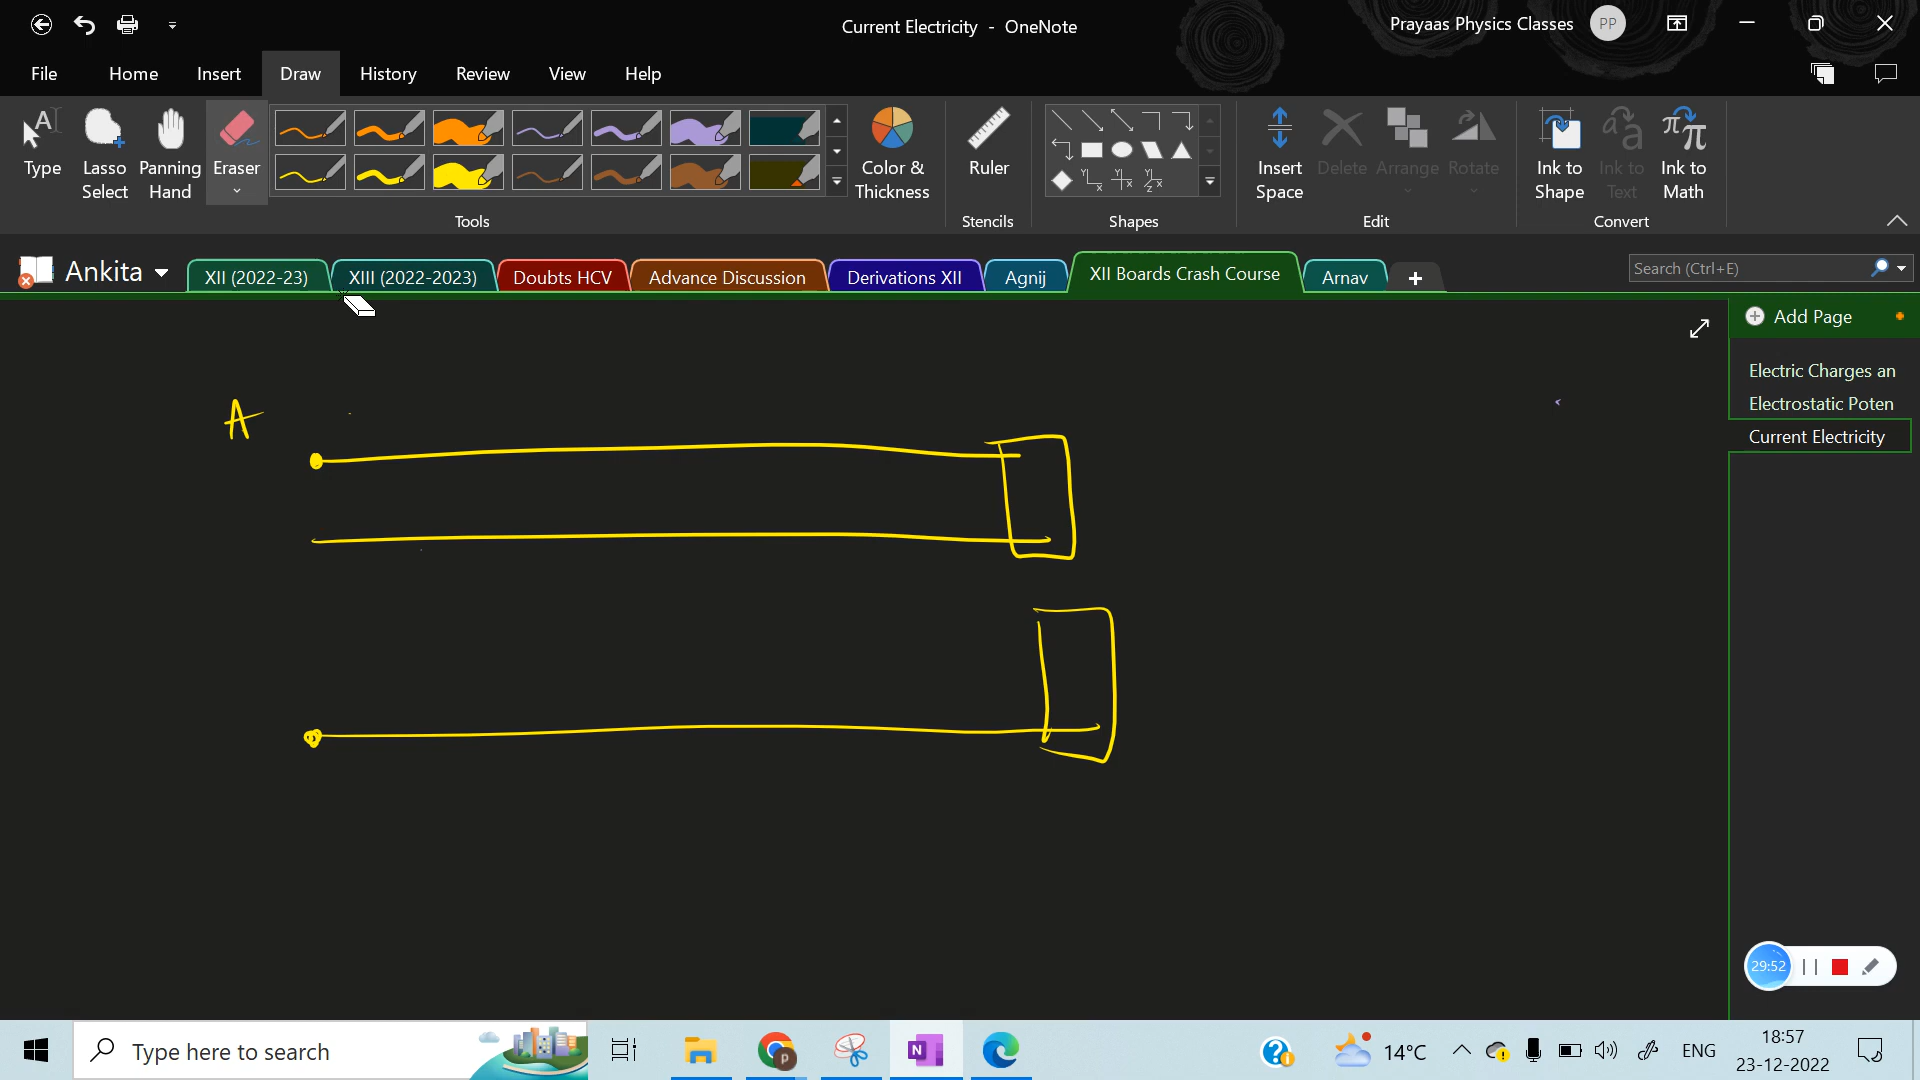 Current Electricity - OneNote
Prayaas Physics Classes
PP
File
Home
Insert
Draw
History
Review
View
Help
Type
Lasso Select
Panning Hand
Eraser
Color & Thickness
Ruler
Insert Space
Delete
Arrange
Rotate
Ink to Shape
Ink to Text
Ink to Math
Tools
Stencils
Shapes
Edit
Convert
Ankita
XII (2022-23)
XIII (2022-2023)
Doubts HCV
Advance Discussion
Derivations XII
Agnij
XII Boards Crash Course
Arnav
Search (Ctrl+E)
Add Page
Electric Charges an
Electrostatic Poten
Current Electricity
A
29:52
Type here to search
14°C
ENG
18:57
23-12-2022